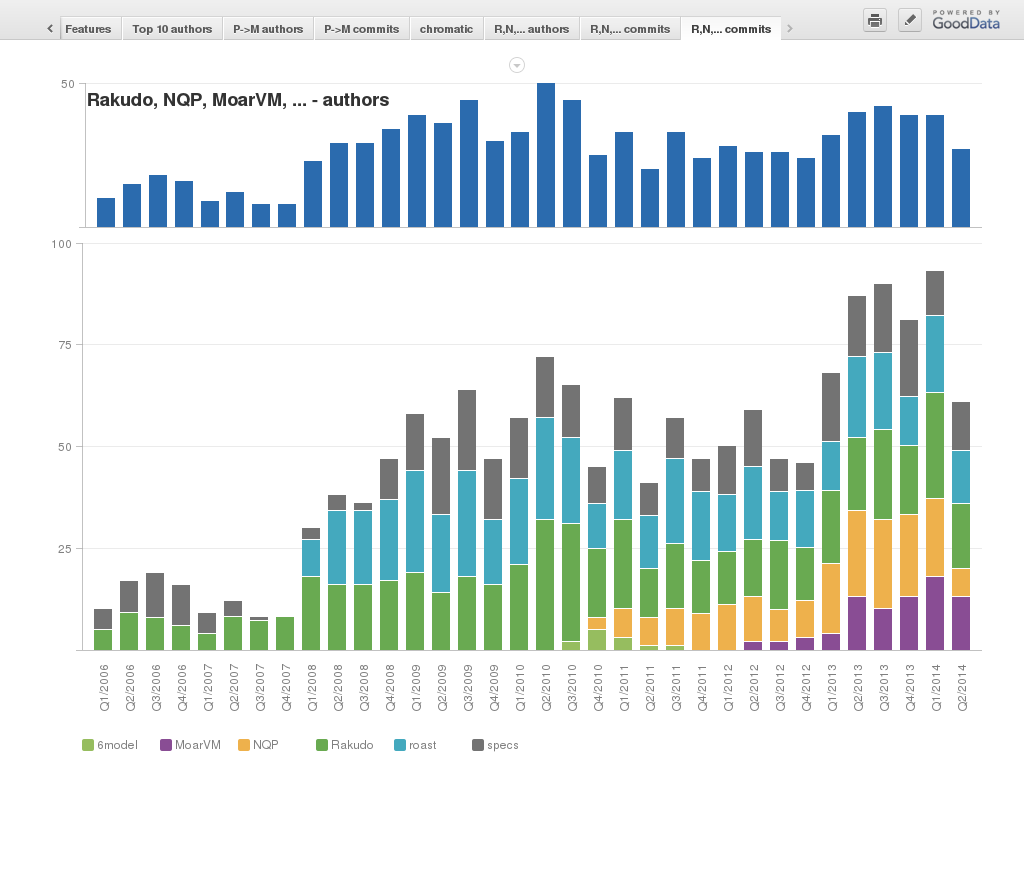 Features Top 10 authors P->M authors P->M commits chromatic R,N,... authors R,N,... commits R,N,... commits
POWERED BY
GoodData
50
Rakudo, NQP, MoarVM, ... - authors
100
75
50
25
Q1/2006 Q2/2006 Q3/2006 Q4/2006 Q1/2007 Q2/2007 Q3/2007 Q4/2007 Q1/2008 Q2/2008 Q3/2008 Q4/2008 Q1/2009 Q2/2009 Q3/2009 Q4/2009 Q1/2010 Q2/2010 Q3/2010 Q4/2010 Q1/2011 Q2/2011 Q3/2011 Q4/2011 Q1/2012 Q2/2012 Q3/2012 Q4/2012 Q1/2013 Q2/2013 Q3/2013 Q4/2013 Q1/2014 Q2/2014
6model MoarVM NQP Rakudo roast specs